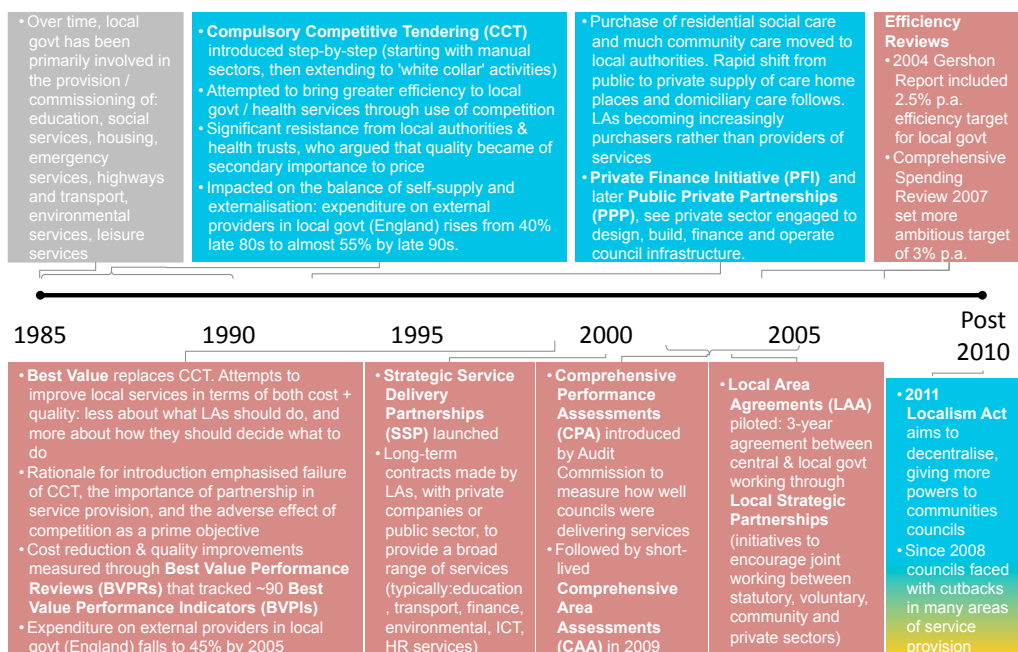 • Over time, local
govt has been
primarily involved
in the provision /
commissioning of:
education, social
services, housing,
emergency
services, highways
and transport,
environmental
services, leisure
services
• Compulsory Competitive Tendering (CCT)
introduced step-by-step (starting with manual
sectors, then extending to 'white collar' activities)
• Attempted to bring greater efficiency to local
govt / health services through use of competition
• Significant resistance from local authorities &
health trusts, who argued that quality became of
secondary importance to price
• Impacted on the balance of self-supply and
externalisation: expenditure on external
providers in local govt (England) rises from 40%
late 80s to almost 55% by late 90s.
• Purchase of residential social care
and much community care moved to
local authorities. Rapid shift from
public to private supply of care home
places and domiciliary care follows.
LAs becoming increasingly
purchasers rather than providers of
services
• Private Finance Initiative (PFI) and
later Public Private Partnerships
(PPP), see private sector engaged to
design, build, finance and operate
council infrastructure.
Efficiency
Reviews
• 2004 Gershon
Report included
2.5% p.a.
efficiency target
for local govt
• Comprehensive
Spending
Review 2007
set more
ambitious target
of 3% p.a.
1985
1990
1995
2000
2005
Post
2010
• Best Value replaces CCT. Attempts to
improve local services in terms of both cost +
quality: less about what LAs should do, and
more about how they should decide what to
do
• Rationale for introduction emphasised failure
of CCT, the importance of partnership in
service provision, and the adverse effect of
competition as a prime objective
• Cost reduction & quality improvements
measured through Best Value Performance
Reviews (BVPRs) that tracked ~90 Best
Value Performance Indicators (BVPIs)
• Expenditure on external providers in local
govt (England) falls to 45% by 2005
• Strategic Service
Delivery
Partnerships
(SSP) launched
• Long-term
contracts made by
LAs, with private
companies or
public sector, to
provide a broad
range of services
(typically:education
, transport, finance,
environmental, ICT,
HR services)
• Comprehensive
Performance
Assessments
(CPA) introduced
by Audit
Commission to
measure how well
councils were
delivering services
• Followed by short-
lived
Comprehensive
Area
Assessments
(CAA) in 2009
• Local Area
Agreements (LAA)
piloted: 3-year
agreement between
central & local govt
working through
Local Strategic
Partnerships
(initiatives to
encourage joint
working between
statutory, voluntary,
community and
private sectors)
• 2011
Localism Act
aims to
decentralise,
giving more
powers to
communities
councils
• Since 2008
councils faced
with cutbacks
in many areas
of service
provision